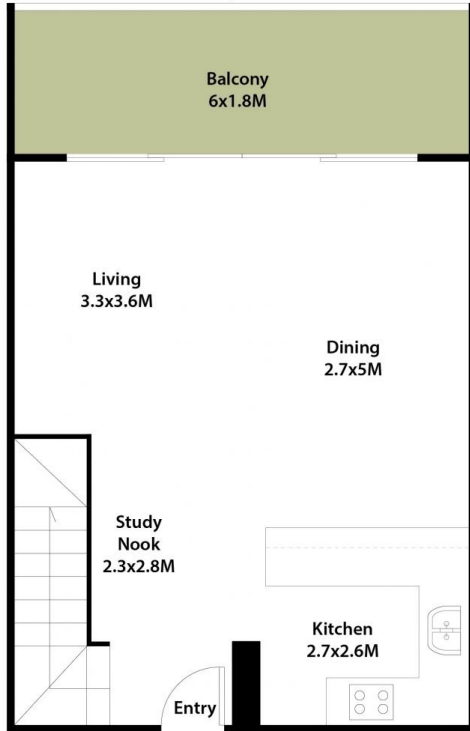 Balcony
6x1.8M
Living
3.3x3.6M
Dining
2.7x5M
Study
Nook
2.3x2.8M
Kitchen
2.7x2.6M
Entry